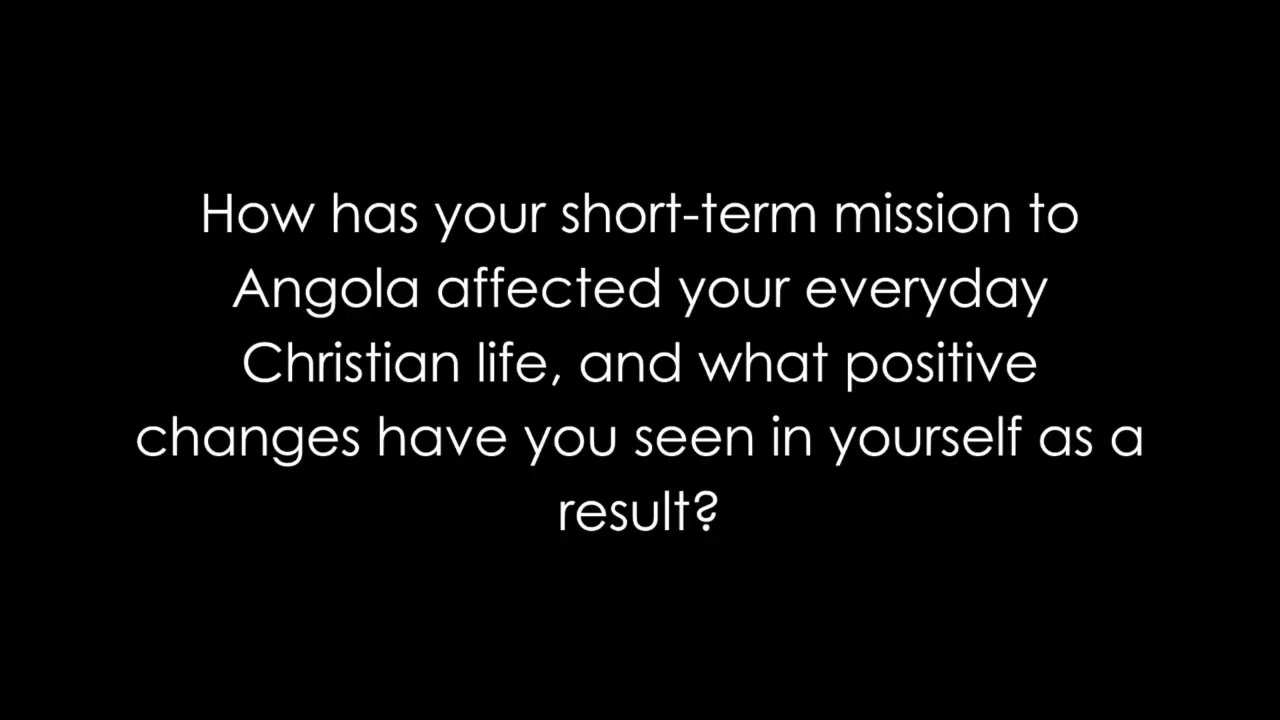 How has your short-term mission to
Angola affected your everyday
Christian life, and what positive
changes have you seen in yourself as a
result?